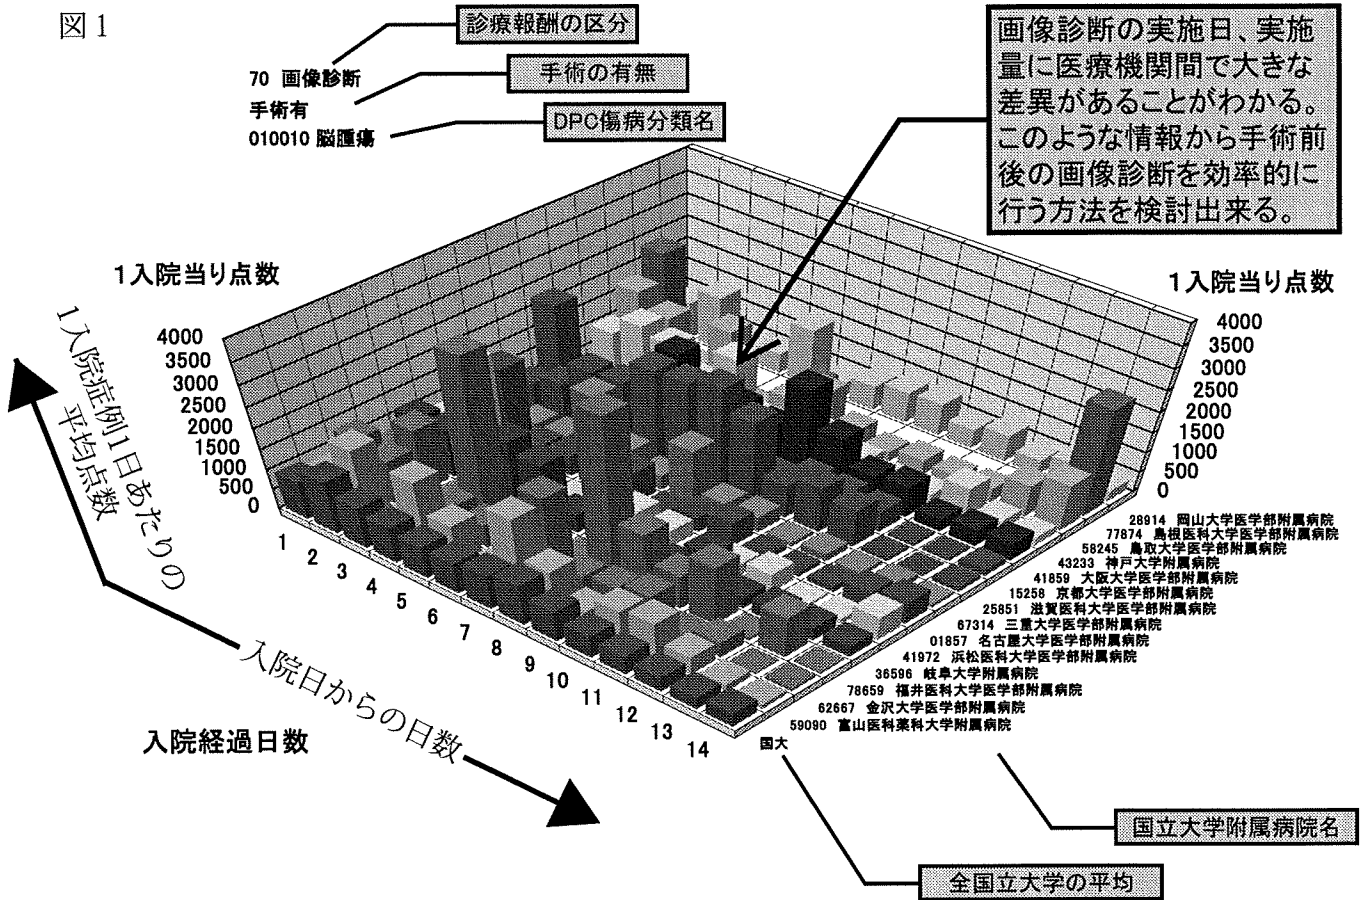 図1
診療報酬の区分
70 画像診断
手術の有無
手術有
DPC傷病分類名
010010 脳腫瘍
画像診断の実施日、実施
量に医療機関間で大きな
差異があることがわかる。
このような情報から手術前
後の画像診断を効率的に
行う方法を検討出来る。
1入院当り点数
4000
3500
3000
2500
2000
1500
1000
500
0
1入院当り点数
4000
3500
3000
2500
2000
1500
1000
500
0
1入院症例1日あたりの
平均点数
1
2
3
4
5
6
7
8
9
10
11
12
13
14
入院日からの日数
入院経過日数
28914 岡山大学医学部附属病院
77874 島根医科大学医学部附属病院
58245 鳥取大学医学部附属病院
43233 神戸大学附属病院
41859 大阪大学医学部附属病院
15258 京都大学医学部附属病院
25851 滋賀医科大学医学部附属病院
67314 三重大学医学部附属病院
01857 名古屋大学医学部附属病院
41972 浜松医科大学医学部附属病院
36596 岐阜大学附属病院
78659 福井医科大学医学部附属病院
62667 金沢大学医学部附属病院
59090 富山医科薬科大学附属病院
国大
国立大学附属病院名
全国立大学の平均